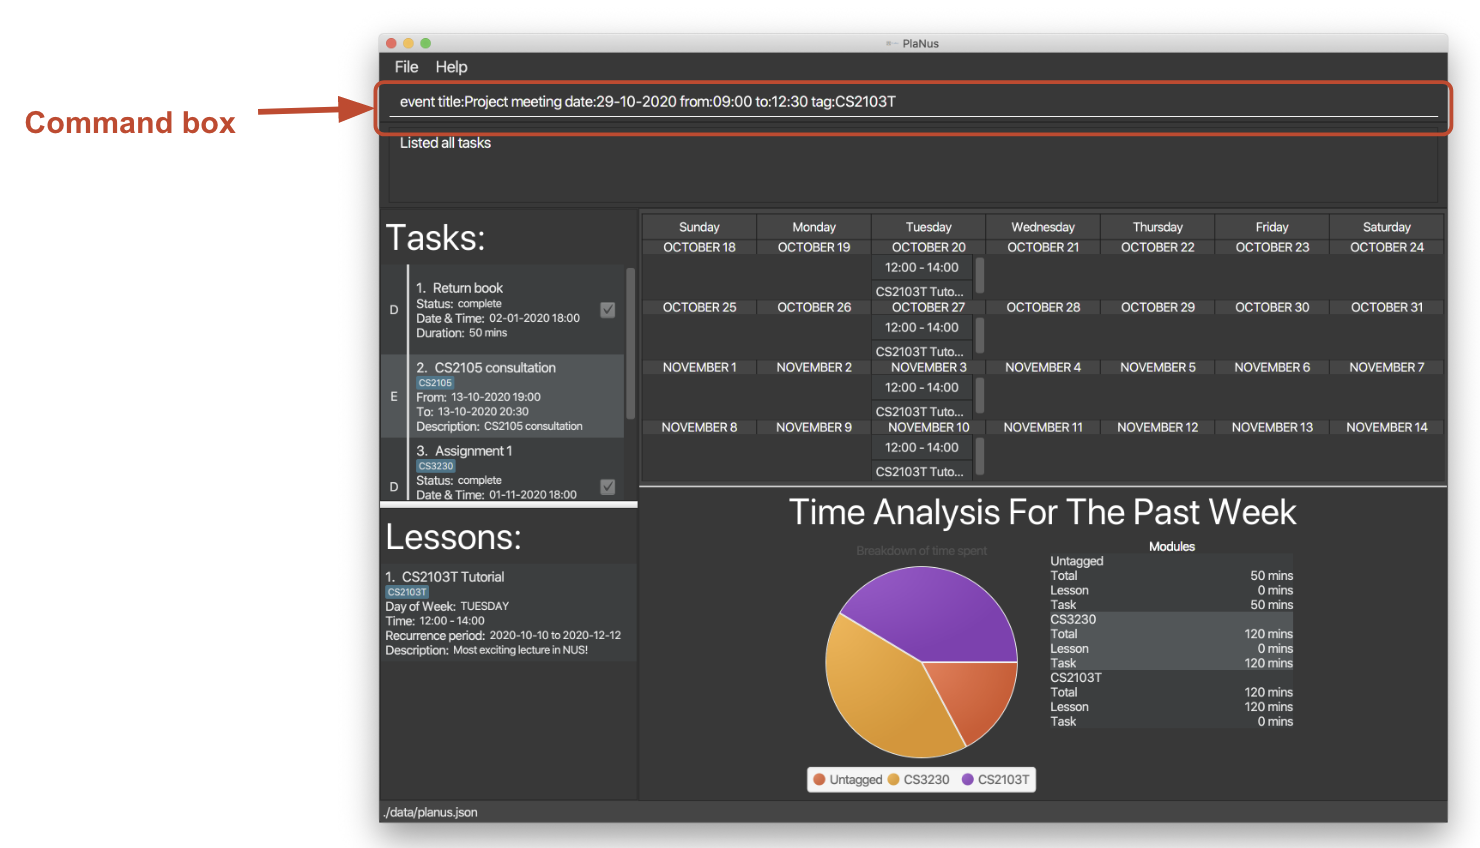 PlaNus
File Help
Command box
event title:Project meeting date:29-10-2020 from:09:00 to:12:30 tag:CS2103T
Listed all tasks
Tasks:
D
1. Return book
Status: complete
Date & Time: 02-01-2020 18:00
Duration: 50 mins
E
2. CS2105 consultation
CS2105
From: 13-10-2020 19:00
To: 13-10-2020 20:30
Description: CS2105 consultation
D
3. Assignment 1
CS3230
Status: complete
Date & Time: 01-11-2020 18:00
Lessons:
1. CS2103T Tutorial
CS2103T
Day of Week: TUESDAY
Time: 12:00 - 14:00
Recurrence period: 2020-10-10 to 2020-12-12
Description: Most exciting lecture in NUS!
Sunday Monday Tuesday Wednesday Thursday Friday Saturday
OCTOBER 18 OCTOBER 19 OCTOBER 20 OCTOBER 21 OCTOBER 22 OCTOBER 23 OCTOBER 24
12:00 - 14:00
CS2103T Tuto...
OCTOBER 25 OCTOBER 26 OCTOBER 27 OCTOBER 28 OCTOBER 29 OCTOBER 30 OCTOBER 31
12:00 - 14:00
CS2103T Tuto...
NOVEMBER 1 NOVEMBER 2 NOVEMBER 3 NOVEMBER 4 NOVEMBER 5 NOVEMBER 6 NOVEMBER 7
12:00 - 14:00
CS2103T Tuto...
NOVEMBER 8 NOVEMBER 9 NOVEMBER 10 NOVEMBER 11 NOVEMBER 12 NOVEMBER 13 NOVEMBER 14
12:00 - 14:00
CS2103T Tuto...
Time Analysis For The Past Week
Breakdown of time spent
Untagged CS3230 CS2103T
Modules
Untagged
Total 50 mins
Lesson 0 mins
Task 50 mins
CS3230
Total 120 mins
Lesson 0 mins
Task 120 mins
CS2103T
Total 120 mins
Lesson 120 mins
Task 0 mins
./data/planus.json